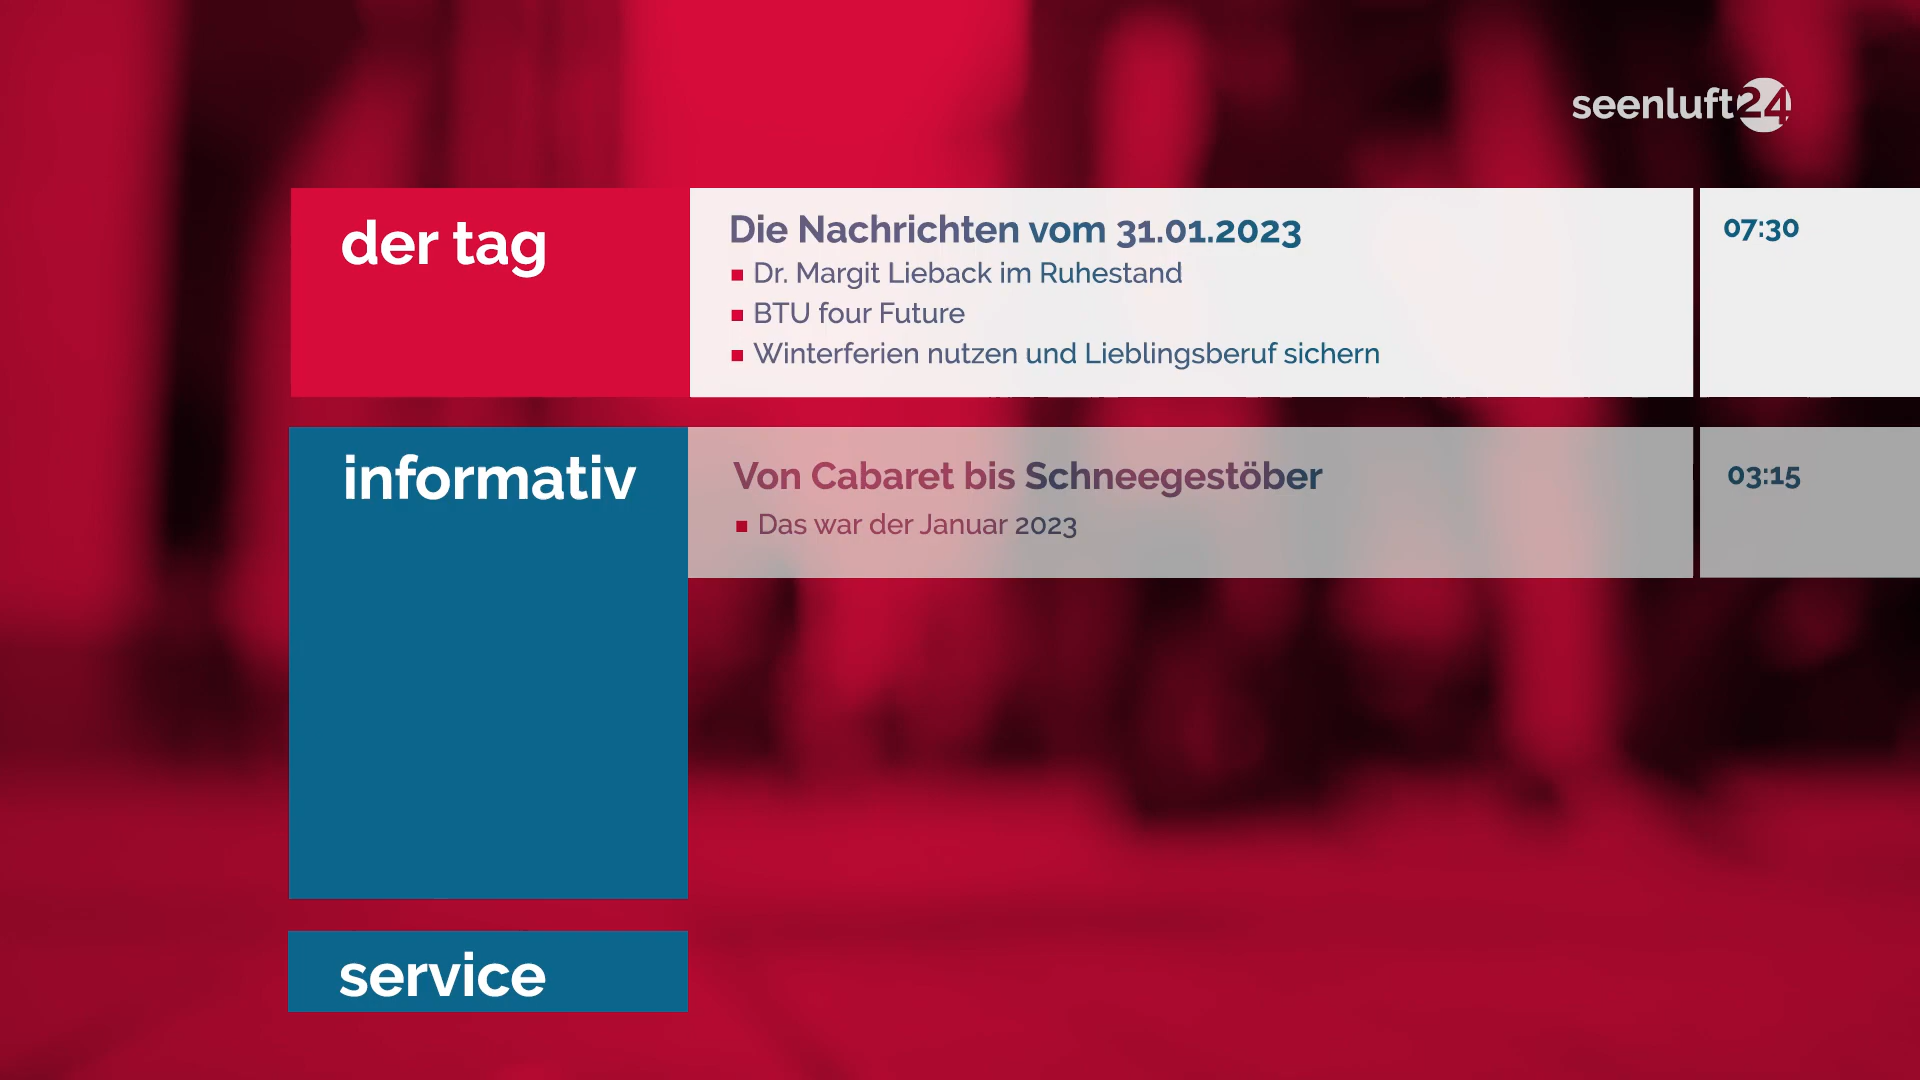 seenluft24
der tag
Die Nachrichten vom 31.01.2023
07:30
Dr. Margit Lieback im Ruhestand
BTU four Future
Winterferien nutzen und Lieblingsberuf sichern
informativ
Von Cabaret bis Schneegestöber
03:15
Das war der Januar 2023
service